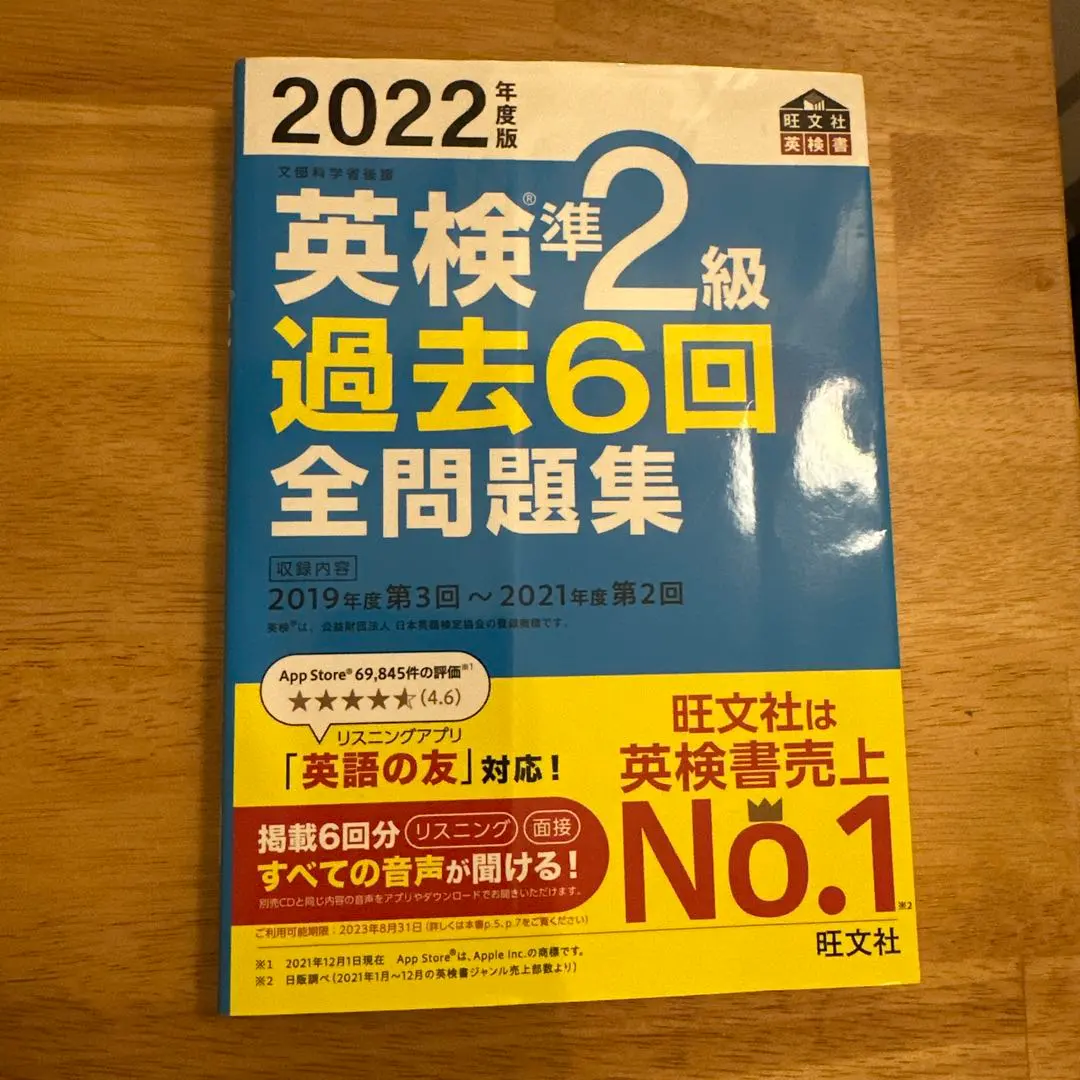 2022年度版
旺文社
英検書
文部科学省後援
英検®準2級
過去6回
全問題集
収録内容
2019年度第3回～2021年度第2回
英検®は、公益財団法人 日本英語検定協会の登録商標です。
App Store® 69,845件の評価※1
★★★★⯪(4.6)
リスニングアプリ
「英語の友」対応！
掲載6回分 リスニング 面接
すべての音声が聞ける！
別売CDと同じ内容の音声をアプリやダウンロードでお聞きいただけます。
ご利用可能期限：2023年8月31日（詳しくは本書p.5、p.7をご覧ください）
※1 2021年12月1日現在 App Store®は、Apple Inc.の商標です。
※2 日販調べ（2021年1月～12月の英検書ジャンル売上部数より）
旺文社は
英検書売上
No.1※2
旺文社